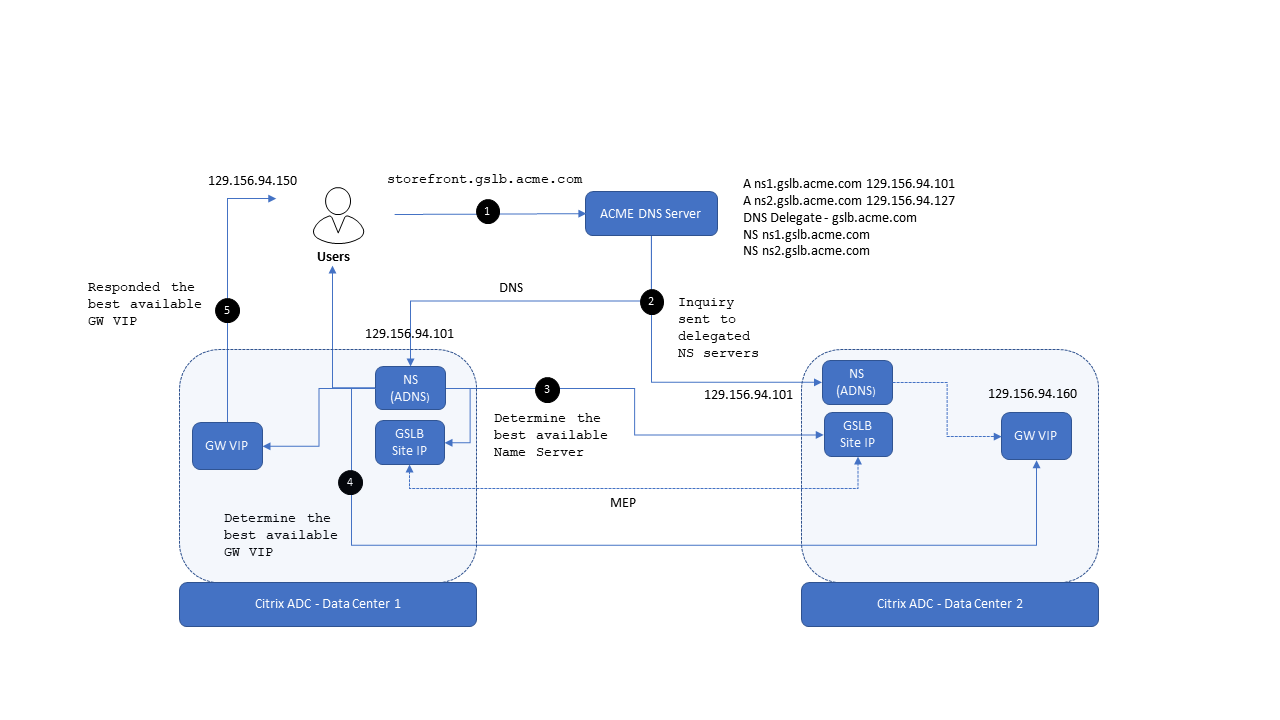 129.156.94.150
storefront.gslb.acme.com
1
ACME DNS Server
A ns1.gslb.acme.com 129.156.94.101
A ns2.gslb.acme.com 129.156.94.127
DNS Delegate - gslb.acme.com
NS ns1.gslb.acme.com
NS ns2.gslb.acme.com
Users
Responded the
best available
GW VIP
5
DNS
2
Inquiry
sent to
delegated
NS servers
129.156.94.101
NS
(ADNS)
3
Determine the
best available
Name Server
129.156.94.101
NS
(ADNS)
129.156.94.160
GW VIP
GSLB
Site IP
GSLB
Site IP
GW VIP
4
MEP
Determine the
best available
GW VIP
Citrix ADC - Data Center 1
Citrix ADC - Data Center 2